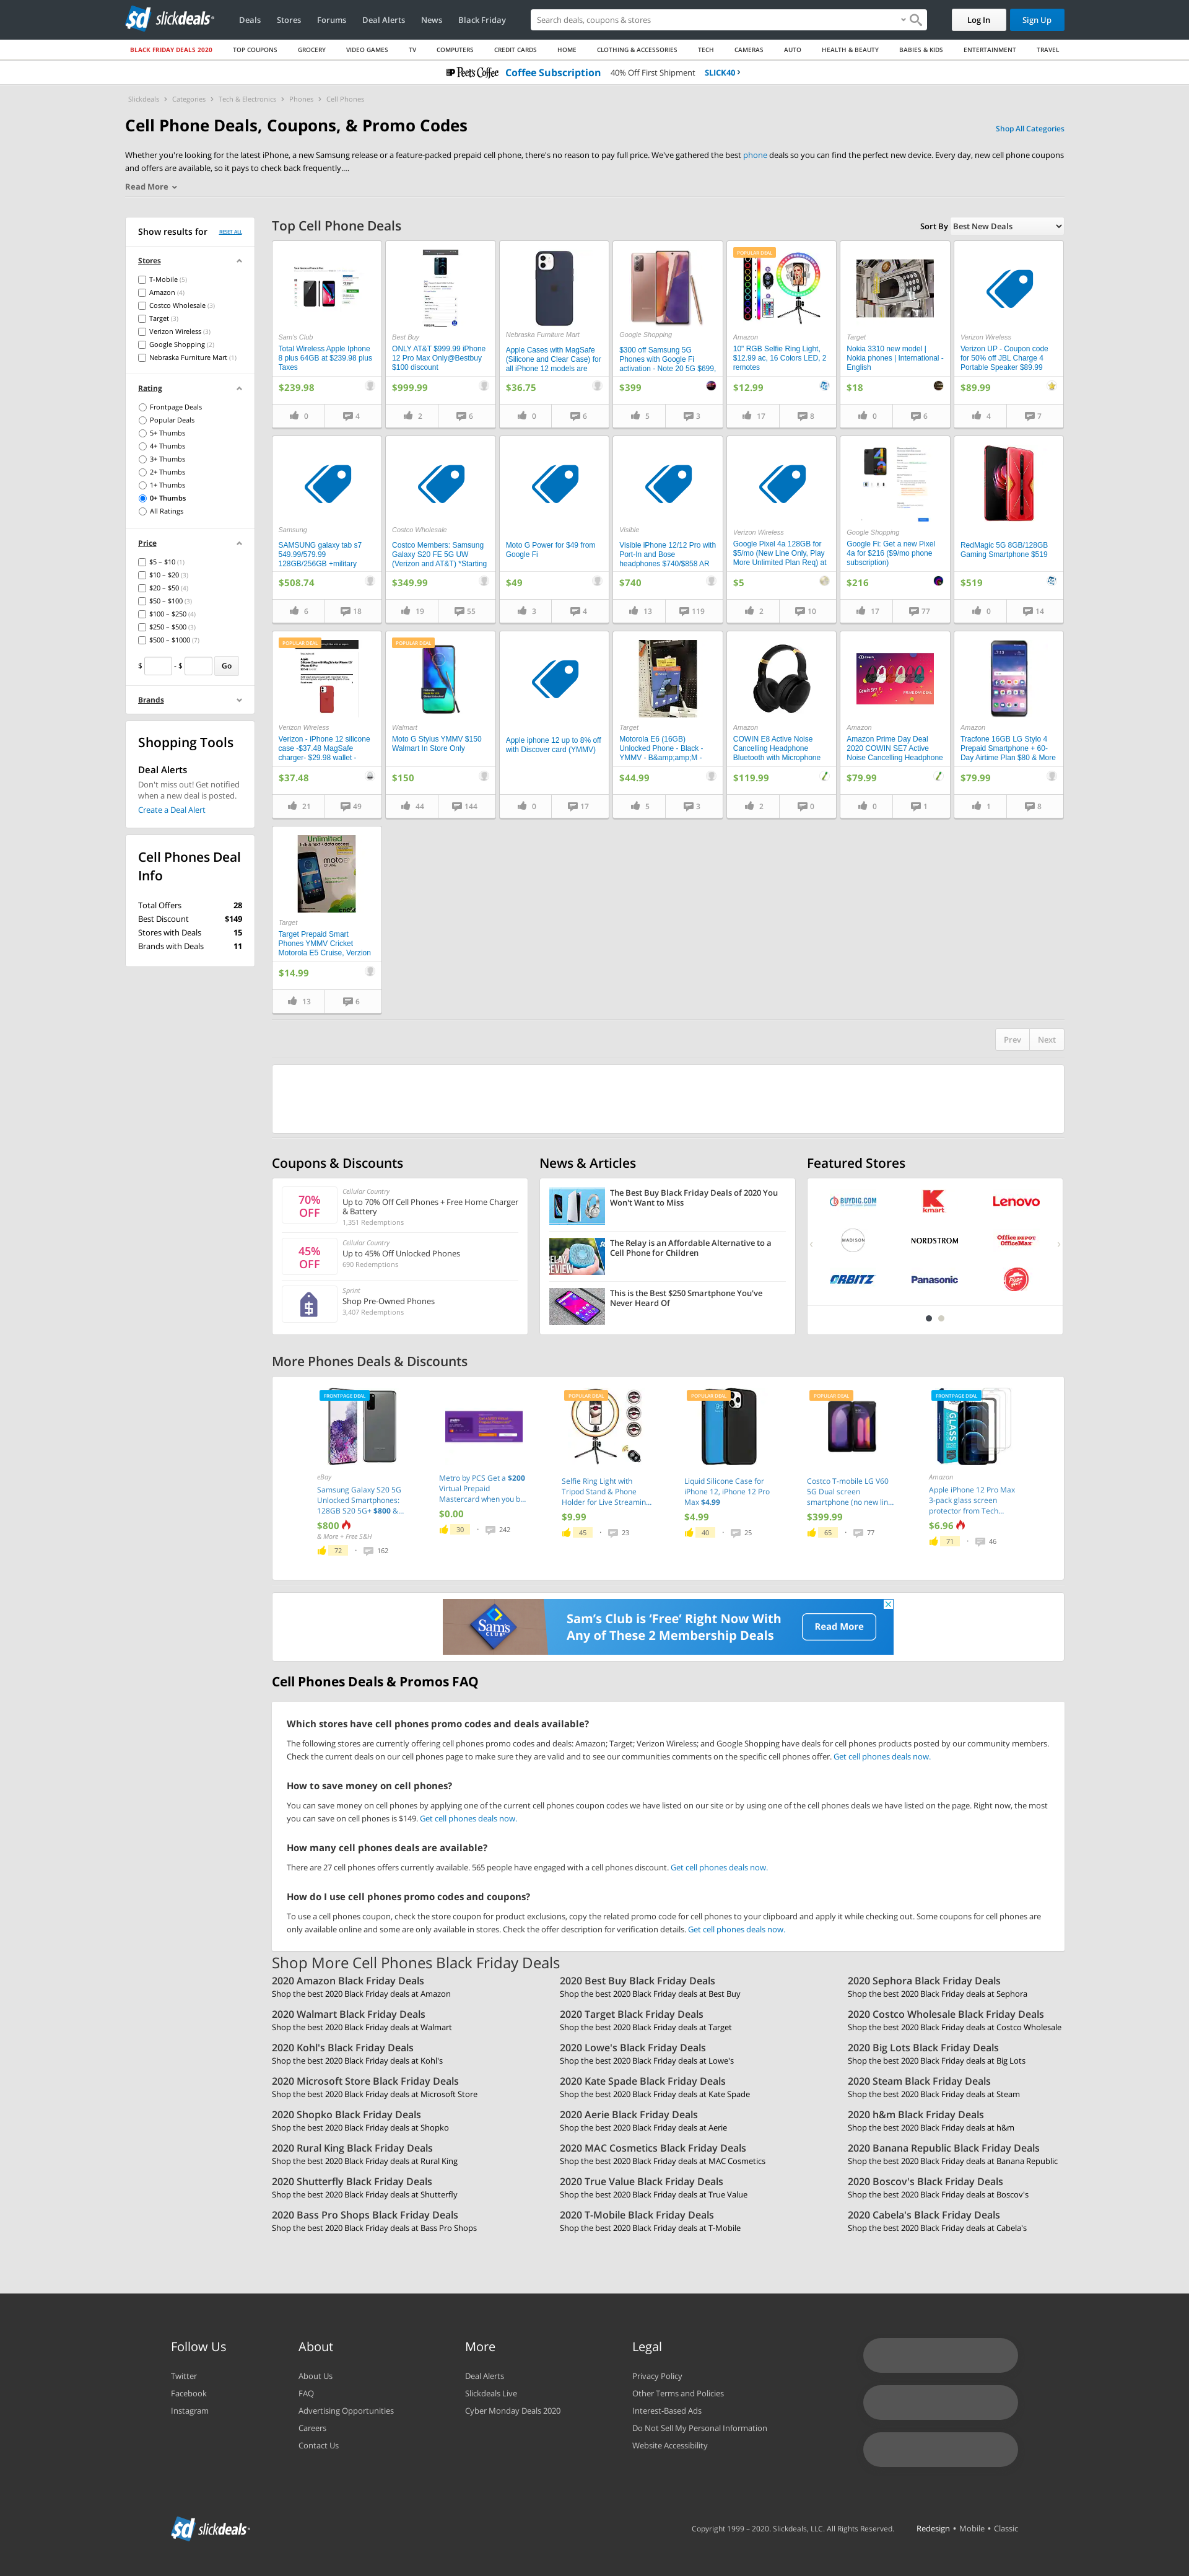 sd slickdeals
Deals Stores Forums Deal Alerts News Black Friday
Search deals, coupons & stores
Log In
Sign Up
BLACK FRIDAY DEALS 2020 TOP COUPONS GROCERY VIDEO GAMES TV COMPUTERS CREDIT CARDS HOME CLOTHING & ACCESSORIES TECH CAMERAS AUTO HEALTH & BEAUTY BABIES & KIDS ENTERTAINMENT TRAVEL
Peet's Coffee Coffee Subscription 40% Off First Shipment SLICK40 ›
Slickdeals › Categories › Tech & Electronics › Phones › Cell Phones
Cell Phone Deals, Coupons, & Promo Codes
Shop All Categories
Whether you're looking for the latest iPhone, a new Samsung release or a feature-packed prepaid cell phone, there's no reason to pay full price. We've gathered the best phone deals so you can find the perfect new device. Every day, new cell phone coupons
and offers are available, so it pays to check back frequently....
Read More
Show results for RESET ALL
Stores
T-Mobile (5)
Amazon (4)
Costco Wholesale (3)
Target (3)
Verizon Wireless (3)
Google Shopping (2)
Nebraska Furniture Mart (1)
Rating
Frontpage Deals
Popular Deals
5+ Thumbs
4+ Thumbs
3+ Thumbs
2+ Thumbs
1+ Thumbs
0+ Thumbs
All Ratings
Price
$5 – $10 (1)
$10 – $20 (3)
$20 – $50 (4)
$50 – $100 (3)
$100 – $250 (4)
$250 – $500 (3)
$500 – $1000 (7)
$ - $ Go
Brands
Shopping Tools
Deal Alerts
Don't miss out! Get notified
when a new deal is posted.
Create a Deal Alert
Cell Phones Deal
Info
Total Offers 28
Best Discount $149
Stores with Deals 15
Brands with Deals 11
Top Cell Phone Deals
Sort By Best New Deals
Sam's Club
Total Wireless Apple Iphone
8 plus 64GB at $239.98 plus
Taxes
$239.98
0 4
Best Buy
ONLY AT&T $999.99 iPhone
12 Pro Max Only@Bestbuy
$100 discount
$999.99
2 6
Nebraska Furniture Mart
Apple Cases with MagSafe
(Silicone and Clear Case) for
all iPhone 12 models are
$36.75
0 6
Google Shopping
$300 off Samsung 5G
Phones with Google Fi
activation - Note 20 5G $699,
$399
5 3
POPULAR DEAL
Amazon
10" RGB Selfie Ring Light,
$12.99 ac, 16 Colors LED, 2
remotes
$12.99
17 8
Target
Nokia 3310 new model |
Nokia phones | International -
English
$18
0 6
Verizon Wireless
Verizon UP - Coupon code
for 50% off JBL Charge 4
Portable Speaker $89.99
$89.99
4 7
Samsung
SAMSUNG galaxy tab s7
549.99/579.99
128GB/256GB +military
$508.74
6 18
Costco Wholesale
Costco Members: Samsung
Galaxy S20 FE 5G UW
(Verizon and AT&T) *Starting
$349.99
19 55
Moto G Power for $49 from
Google Fi
$49
3 4
Visible
Visible iPhone 12/12 Pro with
Port-In and Bose
headphones $740/$858 AR
$740
13 119
Verizon Wireless
Google Pixel 4a 128GB for
$5/mo (New Line Only, Play
More Unlimited Plan Req) at
$5
2 10
Google Shopping
Google Fi: Get a new Pixel
4a for $216 ($9/mo phone
subscription)
$216
17 77
RedMagic 5G 8GB/128GB
Gaming Smartphone $519
$519
0 14
POPULAR DEAL
Verizon Wireless
Verizon - iPhone 12 silicone
case -$37.48 MagSafe
charger- $29.98 wallet -
$37.48
21 49
POPULAR DEAL
Walmart
Moto G Stylus YMMV $150
Walmart In Store Only
$150
44 144
Apple iphone 12 up to 8% off
with Discover card (YMMV)
0 17
Target
Motorola E6 (16GB)
Unlocked Phone - Black -
YMMV - B&amp;amp;M -
$44.99
5 3
Amazon
COWIN E8 Active Noise
Cancelling Headphone
Bluetooth with Microphone
$119.99
2 0
Amazon
Amazon Prime Day Deal
2020 COWIN SE7 Active
Noise Cancelling Headphone
$79.99
0 1
Amazon
Tracfone 16GB LG Stylo 4
Prepaid Smartphone + 60-
Day Airtime Plan $80 & More
$79.99
1 8
Unlimited
Target
Target Prepaid Smart
Phones YMMV Cricket
Motorola E5 Cruise, Verzion
$14.99
13 6
Prev Next
Coupons & Discounts
70%
OFF
Cellular Country
Up to 70% Off Cell Phones + Free Home Charger
& Battery
1,351 Redemptions
45%
OFF
Cellular Country
Up to 45% Off Unlocked Phones
690 Redemptions
Sprint
Shop Pre-Owned Phones
3,407 Redemptions
News & Articles
The Best Buy Black Friday Deals of 2020 You
Won't Want to Miss
The Relay is an Affordable Alternative to a
Cell Phone for Children
This is the Best $250 Smartphone You've
Never Heard Of
Featured Stores
BUYDIG.COM
Kmart
Lenovo
MADISON
NORDSTROM
Office DEPOT
OfficeMax
ORBITZ
Panasonic
Pizza Hut
More Phones Deals & Discounts
FRONTPAGE DEAL
eBay
Samsung Galaxy S20 5G
Unlocked Smartphones:
128GB S20 5G+ $800 &...
$800
& More + Free S&H
72 • 162
Metro by PCS Get a $200
Virtual Prepaid
Mastercard when you b...
$0.00
30 • 242
POPULAR DEAL
Selfie Ring Light with
Tripod Stand & Phone
Holder for Live Streamin...
$9.99
45 • 23
POPULAR DEAL
Liquid Silicone Case for
iPhone 12, iPhone 12 Pro
Max $4.99
$4.99
40 • 25
POPULAR DEAL
Costco T-mobile LG V60
5G Dual screen
smartphone (no new lin...
$399.99
65 • 77
FRONTPAGE DEAL
Amazon
Apple iPhone 12 Pro Max
3-pack glass screen
protector from Tech...
$6.96
71 • 46
Sam's Club
Sam's Club is 'Free' Right Now With
Any of These 2 Membership Deals
Read More
Cell Phones Deals & Promos FAQ
Which stores have cell phones promo codes and deals available?
The following stores are currently offering cell phones promo codes and deals: Amazon; Target; Verizon Wireless; and Google Shopping have deals for cell phones products posted by our community members.
Check the current deals on our cell phones page to make sure they are valid and to see our communities comments on the specific cell phones offer. Get cell phones deals now.
How to save money on cell phones?
You can save money on cell phones by applying one of the current cell phones coupon codes we have listed on our site or by using one of the cell phones deals we have listed on the page. Right now, the most
you can save on cell phones is $149. Get cell phones deals now.
How many cell phones deals are available?
There are 27 cell phones offers currently available. 565 people have engaged with a cell phones discount. Get cell phones deals now.
How do I use cell phones promo codes and coupons?
To use a cell phones coupon, check the store coupon for product exclusions, copy the related promo code for cell phones to your clipboard and apply it while checking out. Some coupons for cell phones are
only available online and some are only available in stores. Check the offer description for verification details. Get cell phones deals now.
Shop More Cell Phones Black Friday Deals
2020 Amazon Black Friday Deals
Shop the best 2020 Black Friday deals at Amazon
2020 Best Buy Black Friday Deals
Shop the best 2020 Black Friday deals at Best Buy
2020 Sephora Black Friday Deals
Shop the best 2020 Black Friday deals at Sephora
2020 Walmart Black Friday Deals
Shop the best 2020 Black Friday deals at Walmart
2020 Target Black Friday Deals
Shop the best 2020 Black Friday deals at Target
2020 Costco Wholesale Black Friday Deals
Shop the best 2020 Black Friday deals at Costco Wholesale
2020 Kohl's Black Friday Deals
Shop the best 2020 Black Friday deals at Kohl's
2020 Lowe's Black Friday Deals
Shop the best 2020 Black Friday deals at Lowe's
2020 Big Lots Black Friday Deals
Shop the best 2020 Black Friday deals at Big Lots
2020 Microsoft Store Black Friday Deals
Shop the best 2020 Black Friday deals at Microsoft Store
2020 Kate Spade Black Friday Deals
Shop the best 2020 Black Friday deals at Kate Spade
2020 Steam Black Friday Deals
Shop the best 2020 Black Friday deals at Steam
2020 Shopko Black Friday Deals
Shop the best 2020 Black Friday deals at Shopko
2020 Aerie Black Friday Deals
Shop the best 2020 Black Friday deals at Aerie
2020 h&m Black Friday Deals
Shop the best 2020 Black Friday deals at h&m
2020 Rural King Black Friday Deals
Shop the best 2020 Black Friday deals at Rural King
2020 MAC Cosmetics Black Friday Deals
Shop the best 2020 Black Friday deals at MAC Cosmetics
2020 Banana Republic Black Friday Deals
Shop the best 2020 Black Friday deals at Banana Republic
2020 Shutterfly Black Friday Deals
Shop the best 2020 Black Friday deals at Shutterfly
2020 True Value Black Friday Deals
Shop the best 2020 Black Friday deals at True Value
2020 Boscov's Black Friday Deals
Shop the best 2020 Black Friday deals at Boscov's
2020 Bass Pro Shops Black Friday Deals
Shop the best 2020 Black Friday deals at Bass Pro Shops
2020 T-Mobile Black Friday Deals
Shop the best 2020 Black Friday deals at T-Mobile
2020 Cabela's Black Friday Deals
Shop the best 2020 Black Friday deals at Cabela's
Follow Us
Twitter
Facebook
Instagram
About
About Us
FAQ
Advertising Opportunities
Careers
Contact Us
More
Deal Alerts
Slickdeals Live
Cyber Monday Deals 2020
Legal
Privacy Policy
Other Terms and Policies
Interest-Based Ads
Do Not Sell My Personal Information
Website Accessibility
sd slickdeals
Copyright 1999 – 2020. Slickdeals, LLC. All Rights Reserved. Redesign • Mobile • Classic